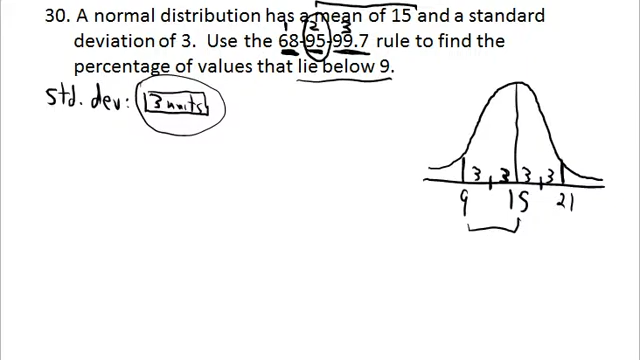 30. A normal distribution has a mean of 15 and a standard
1 2 3
deviation of 3. Use the 68-95-99.7 rule to find the
percentage of values that lie below 9.
std. dev: 3 units
3 3 3 3
9 15 21